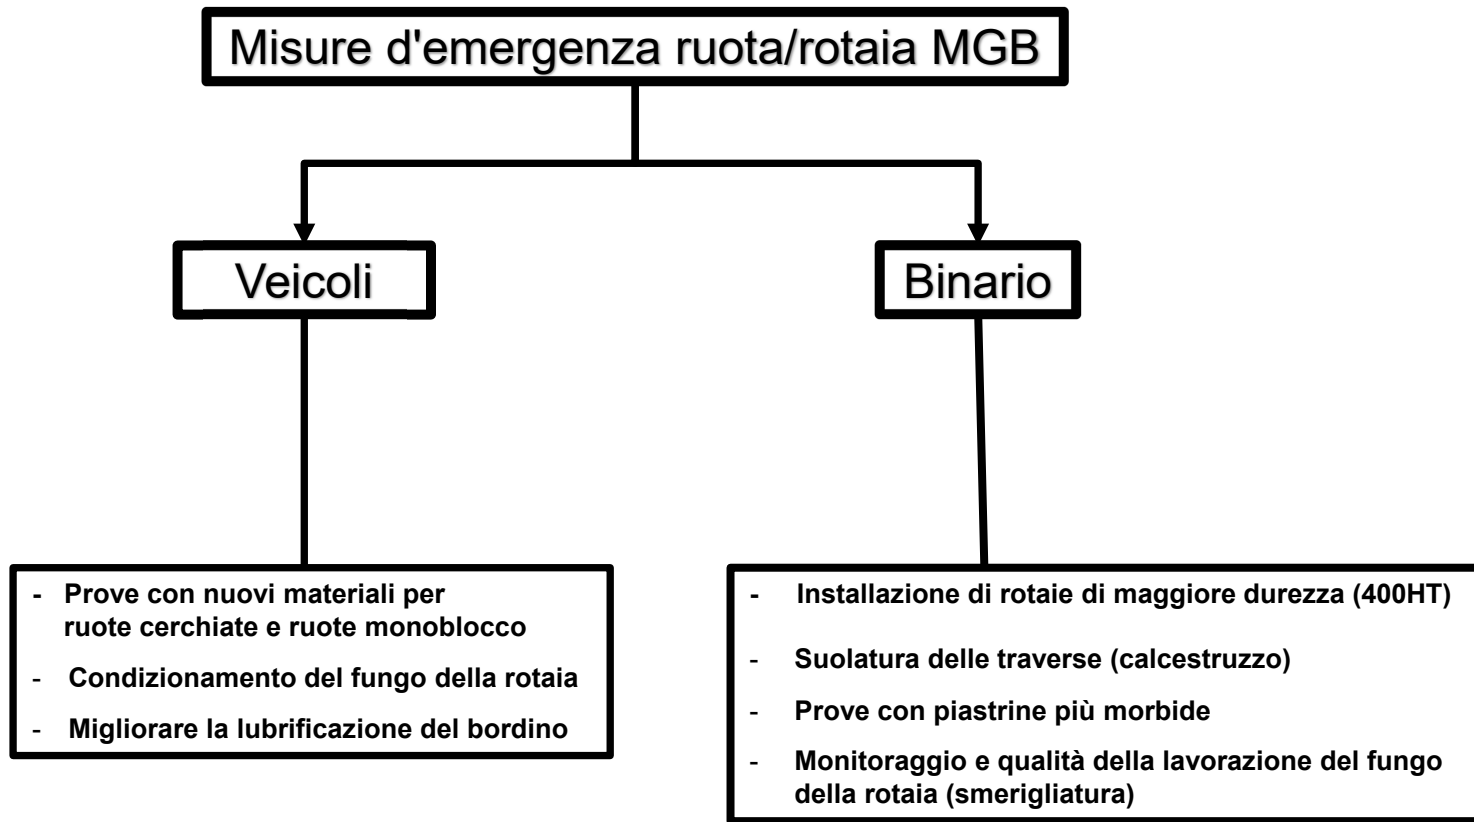 Misure d'emergenza ruota/rotaia MGB
Veicoli
Binario
- Prove con nuovi materiali per
ruote cerchiate e ruote monoblocco
- Condizionamento del fungo della rotaia
- Migliorare la lubrificazione del bordino
- Installazione di rotaie di maggiore durezza (400HT)
- Suolatura delle traverse (calcestruzzo)
- Prove con piastrine più morbide
- Monitoraggio e qualità della lavorazione del fungo
della rotaia (smerigliatura)